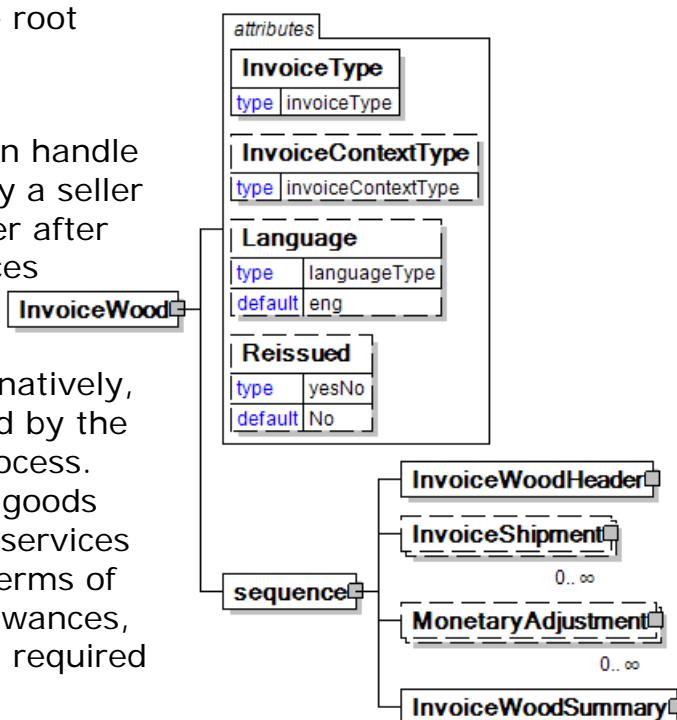 root
n handle
y a seller
er after
ces
natively,
d by the
ocess.
goods
services
erms of
wances,
required
attributes
InvoiceType
type invoiceType
InvoiceContextType
type invoiceContextType
Language
type languageType
default eng
Reissued
type yesNo
default No
InvoiceWood
sequence
InvoiceWoodHeader
InvoiceShipment
0.. ∞
MonetaryAdjustment
0.. ∞
InvoiceWoodSummary